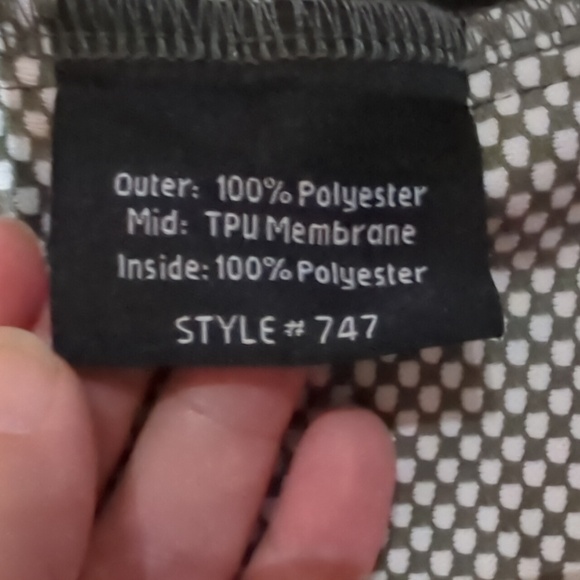 Outer: 100% Polyester
Mid: TPU Membrane
Inside: 100% Polyester
STYLE # 747